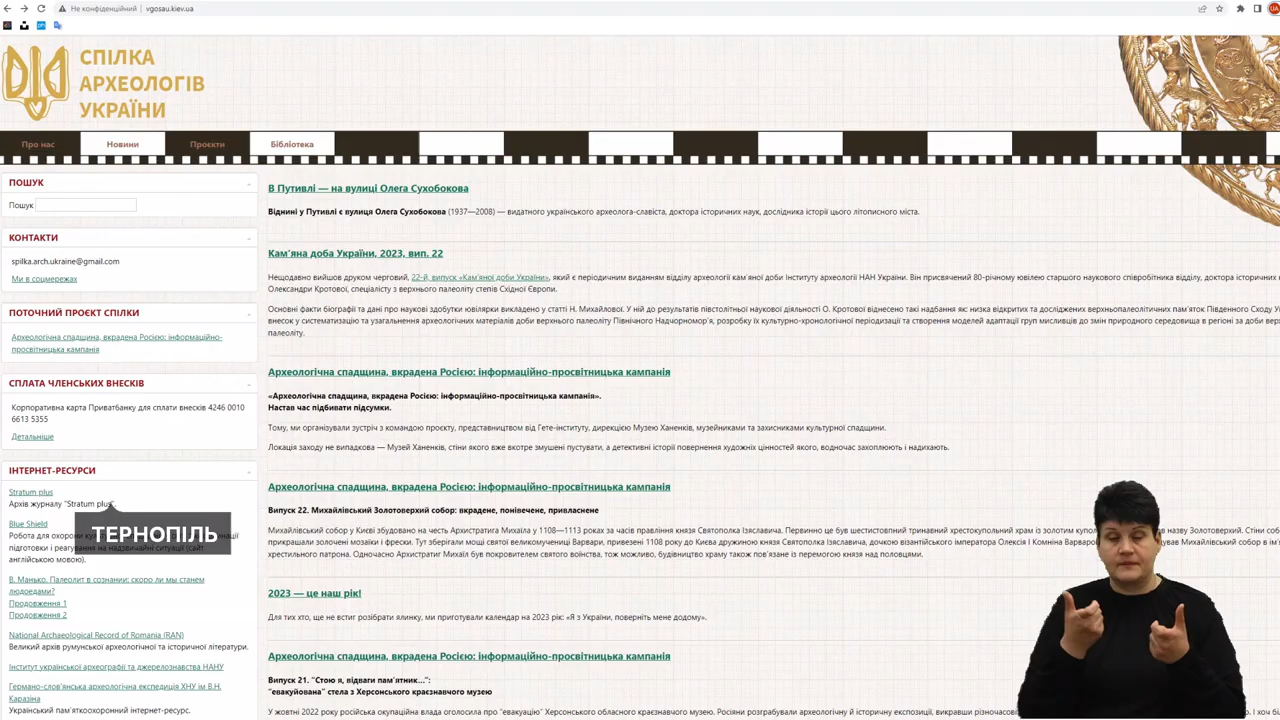 Не конфіденційний
vgosau.kiev.ua
UA
СПІЛКА
АРХЕОЛОГІВ
УКРАЇНИ
Про нас
Новини
Проєкти
Бібліотека
ПОШУК
Пошук
КОНТАКТИ
spilka.arch.ukraine@gmail.com
Ми в соцмережах
ПОТОЧНИЙ ПРОЄКТ СПІЛКИ
Археологічна спадщина, вкрадена Росією: інформаційно-
просвітницька кампанія
СПЛАТА ЧЛЕНСЬКИХ ВНЕСКІВ
Корпоративна карта Приватбанку для сплати внесків 4246 0010
6613 5355
Детальніше
ІНТЕРНЕТ-РЕСУРСИ
Stratum plus
Архів журналу "Stratum plus".
Blue Shield
Робота для охорони
підготовки і реагування на надзвичайні ситуації (сайт
англійською мовою).
ТЕРНОПІЛЬ
В. Манько. Палеолит в сознании: скоро ли мы станем
людоедами?
Продовження 1
Продовження 2
National Archaeological Record of Romania (RAN)
Великий архів румунської археологічної та історичної літератури.
Інститут української археографії та джерелознавства НАНУ
Германо-слов'янська археологічна експедиція ХНУ ім В.Н.
Каразіна
Український пам'яткоохоронний інтернет-ресурс.
В Путивлі — на вулиці Олега Сухобокова
Віднині у Путивлі є вулиця Олега Сухобокова (1937—2008) — видатного українського археолога-славіста, доктора історичних наук, дослідника історії цього літописного міста.
Кам'яна доба України, 2023, вип. 22
Нещодавно вийшов друком черговий, 22-й, випуск «Кам'яної доби України», який є періодичним виданням відділу археології кам'яної доби Інституту археології НАН України. Він присвячений 80-річному ювілею старшого наукового співробітника відділу, доктора історичних
Олександри Кротової, спеціалісту з верхнього палеоліту степів Східної Європи.
Основні факти біографії та дані про наукові здобутки ювілярки викладено у статті Н. Михайлової. У ній до результатів півстолітньої наукової діяльності О. Кротової віднесено такі надбання як: низка відкритих та досліджених верхньопалеолітичних пам'яток Південного Сходу
внесок у систематизацію та узагальнення археологічних матеріалів доби верхнього палеоліту Північного Надчорномор'я, розробку їх культурно-хронологічної періодизації та створення моделей адаптації груп мисливців до змін природного середовища в регіоні за доби
палеоліту.
Археологічна спадщина, вкрадена Росією: інформаційно-просвітницька кампанія
«Археологічна спадщина, вкрадена Росією: інформаційно-просвітницька кампанія».
Настав час підбивати підсумки.
Тому, ми організували зустріч з командою проєкту, представництвом від Гете-інституту, дирекцією Музею Ханенків, музейниками та захисниками культурної спадщини.
Локація заходу не випадкова — Музей Ханенків, стіни якого вже вкотре змушені пустувати, а детективні історії повернення художніх цінностей якого, водночас захоплюють і надихають.
Археологічна спадщина, вкрадена Росією: інформаційно-просвітницька кампанія
Випуск 22. Михайлівський Золотоверхий собор: вкрадене, понівечене, привласнене
Михайлівський собор у Києві збудовано на честь Архистратига Михаїла у 1108—1113 роках за часів правління князя Святополка Ізяславича. Первинно це був шестистовпний тринавний хрестокупольний храм із золотим
назву Золотоверхий. Стіни
прикрашали золочені мозаїки і фрески. Тут зберігали мощі святої великомучениці Варвари, привезені 1108 року до Києва дружиною князя Святополка Ізяславича, дочкою візантійського імператора Олексія І Комніна
Михайлівський собор в
хрестильного патрона. Одночасно Архистратиг Михаїл був покровителем святого воїнства, тож можливо, будівництво храму також пов'язане із перемогою князя над половцями.
2023 — це наш рік!
Для тих хто, ще не встиг розібрати ялинку, ми приготували календар на 2023 рік: «Я з України, поверніть мене додому».
Археологічна спадщина, вкрадена Росією: інформаційно-просвітницька кампанія
Випуск 21. "Стою я, відваги пам'ятник...":
"евакуйована" стела з Херсонського краєзнавчого музею
У жовтні 2022 року російська окупаційна влада оголосила про "евакуацію" Херсонського обласного краєзнавчого музею. Росіяни розграбували археологічну й історичну експозиції, викравши